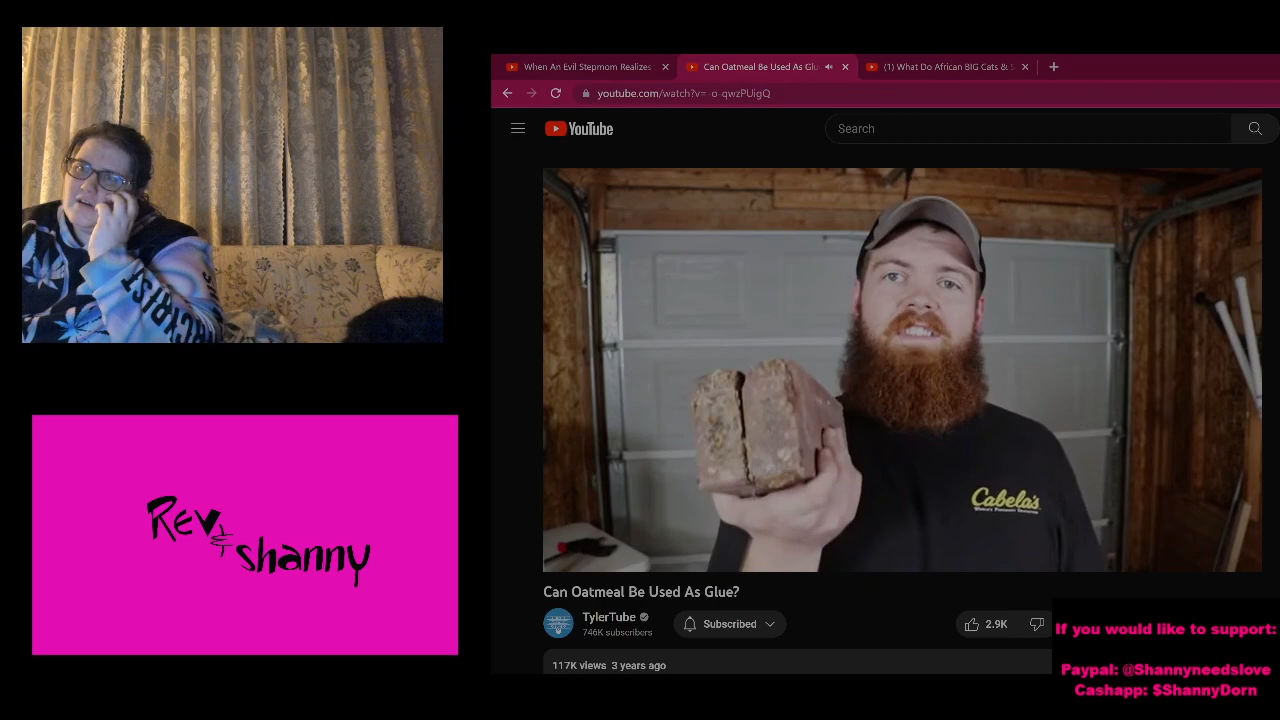 When An Evil Stepmom Realizes
Can Oatmeal Be Used As Glu
(1) What Do African BIG Cats &
youtube.com/watch?v=-o-qwzPUigQ
YouTube
Search
Cabela's
Can Oatmeal Be Used As Glue?
TylerTube
746K subscribers
Subscribed
2.9K
117K views 3 years ago
Rev
&
shanny
If you would like to support:
Paypal: @Shannyneedslove
Cashapp: $ShannyDorn